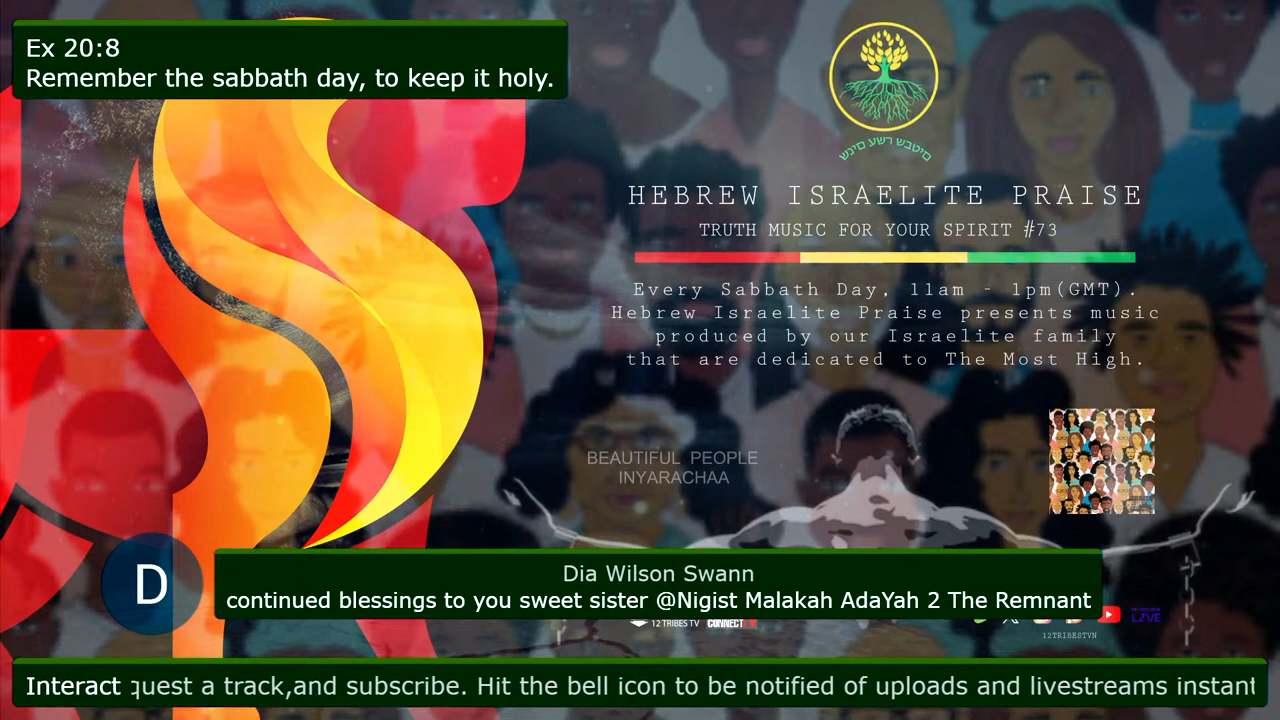 Ex 20:8
Remember the sabbath day, to keep it holy.
שנים עשר שבטים
HEBREW ISRAELITE PRAISE
TRUTH MUSIC FOR YOUR SPIRIT #73
Every Sabbath Day, 11am - 1pm(GMT).
Hebrew Israelite Praise presents music
produced by our Israelite family
that are dedicated to The Most High.
BEAUTIFUL PEOPLE
INYARACHAA
D
Dia Wilson Swann
continued blessings to you sweet sister @Nigist Malakah AdaYah 2 The Remnant
12 TRIBES TV CONNECT
LIVE
12TRIBESTVN
Interact quest a track,and subscribe. Hit the bell icon to be notified of uploads and livestreams instant